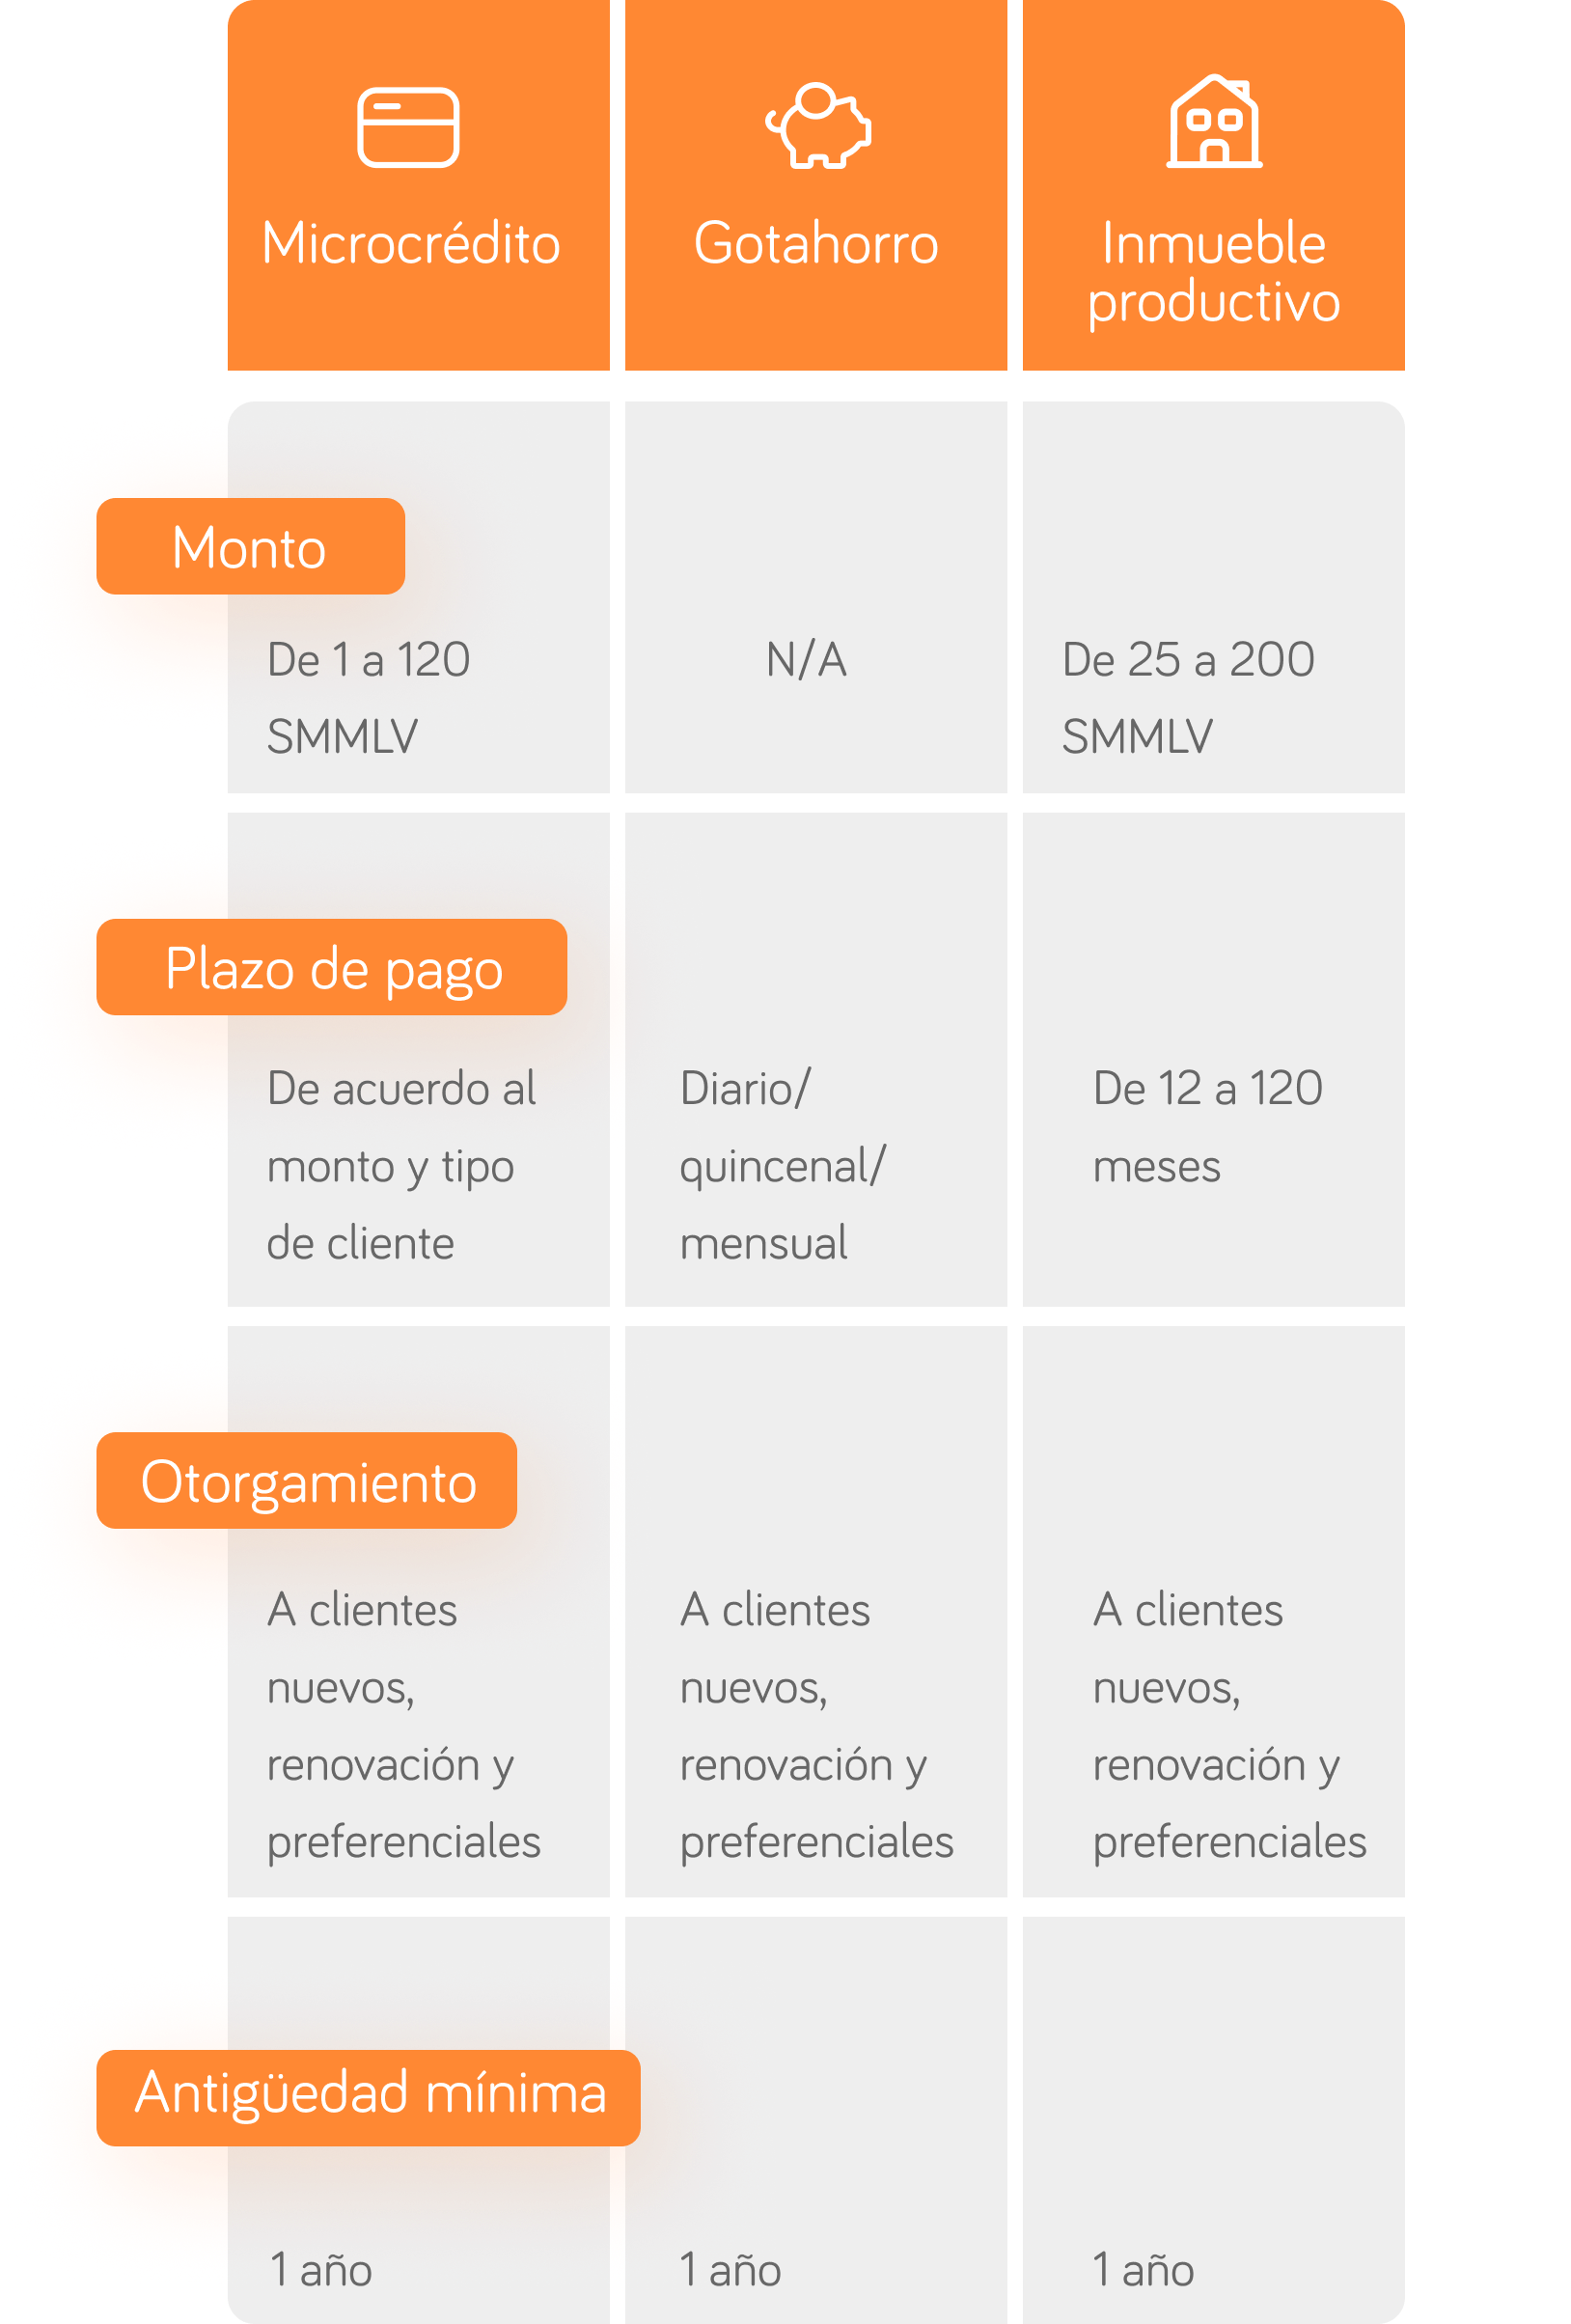 Microcrédito
Gotahorro
Inmueble
productivo
Monto
De 1 a 120
SMMLV
N/A
De 25 a 200
SMMLV
Plazo de pago
De acuerdo al
monto y tipo
de cliente
Diario/
quincenal/
mensual
De 12 a 120
meses
Otorgamiento
A clientes
nuevos,
renovación y
preferenciales
A clientes
nuevos,
renovación y
preferenciales
A clientes
nuevos,
renovación y
preferenciales
Antigüedad mínima
1 año
1 año
1 año